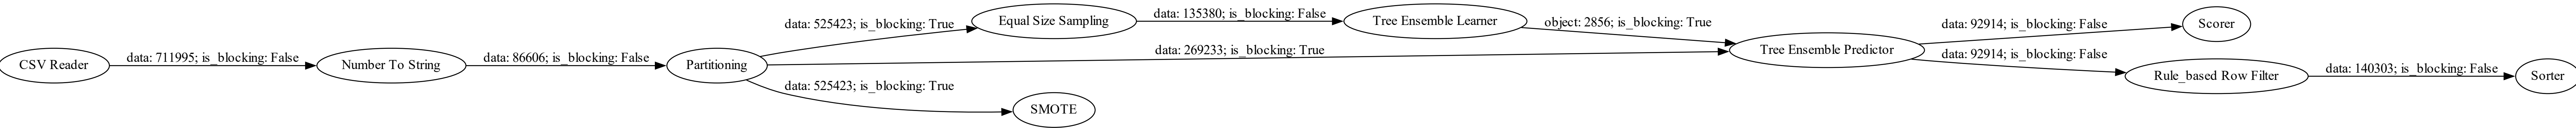 CSV Reader
data: 711995; is_blocking: False
Number To String
data: 86606; is_blocking: False
Partitioning
data: 525423; is_blocking: True
Equal Size Sampling
data: 135380; is_blocking: False
Tree Ensemble Learner
object: 2856; is_blocking: True
data: 269233; is_blocking: True
Tree Ensemble Predictor
data: 525423; is_blocking: True
SMOTE
data: 92914; is_blocking: False
Scorer
data: 92914; is_blocking: False
Rule_based Row Filter
data: 140303; is_blocking: False
Sorter